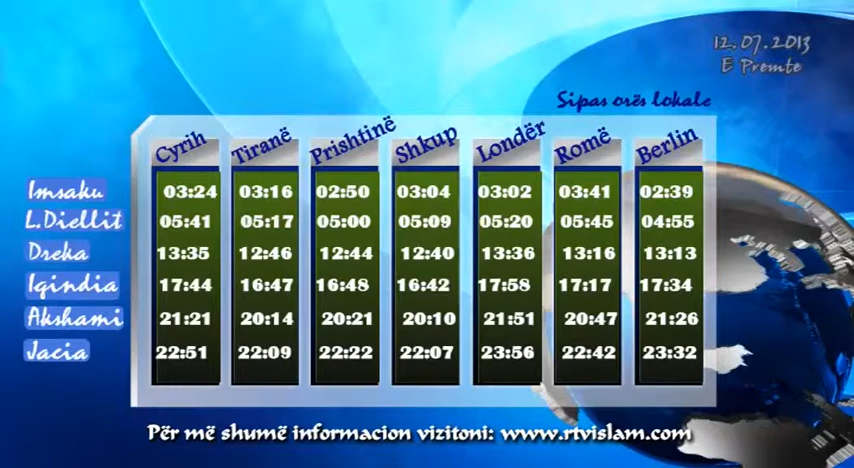 12.07.2013
E Premte
Sipas orës lokale
Cyrih Tiranë Prishtinë Shkup Londër Romë Berlin
Imsaku 03:24 03:16 02:50 03:04 03:02 03:41 02:39
L.Diellit 05:41 05:17 05:00 05:09 05:20 05:45 04:55
Dreka 13:35 12:46 12:44 12:40 13:36 13:16 13:13
Iqindia 17:44 16:47 16:48 16:42 17:58 17:17 17:34
Akshami 21:21 20:14 20:21 20:10 21:51 20:47 21:26
Jacia 22:51 22:09 22:22 22:07 23:56 22:42 23:32
Për më shumë informacion vizitoni: www.rtvislam.com